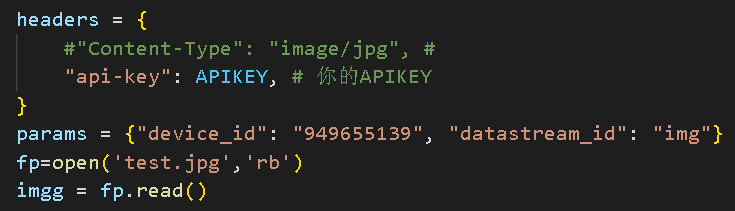 headers = {
    #"Content-Type": "image/jpg", #
    "api-key": APIKEY, # 你的APIKEY
}
params = {"device_id": "949655139", "datastream_id": "img"}
fp=open('test.jpg','rb')
imgg = fp.read()